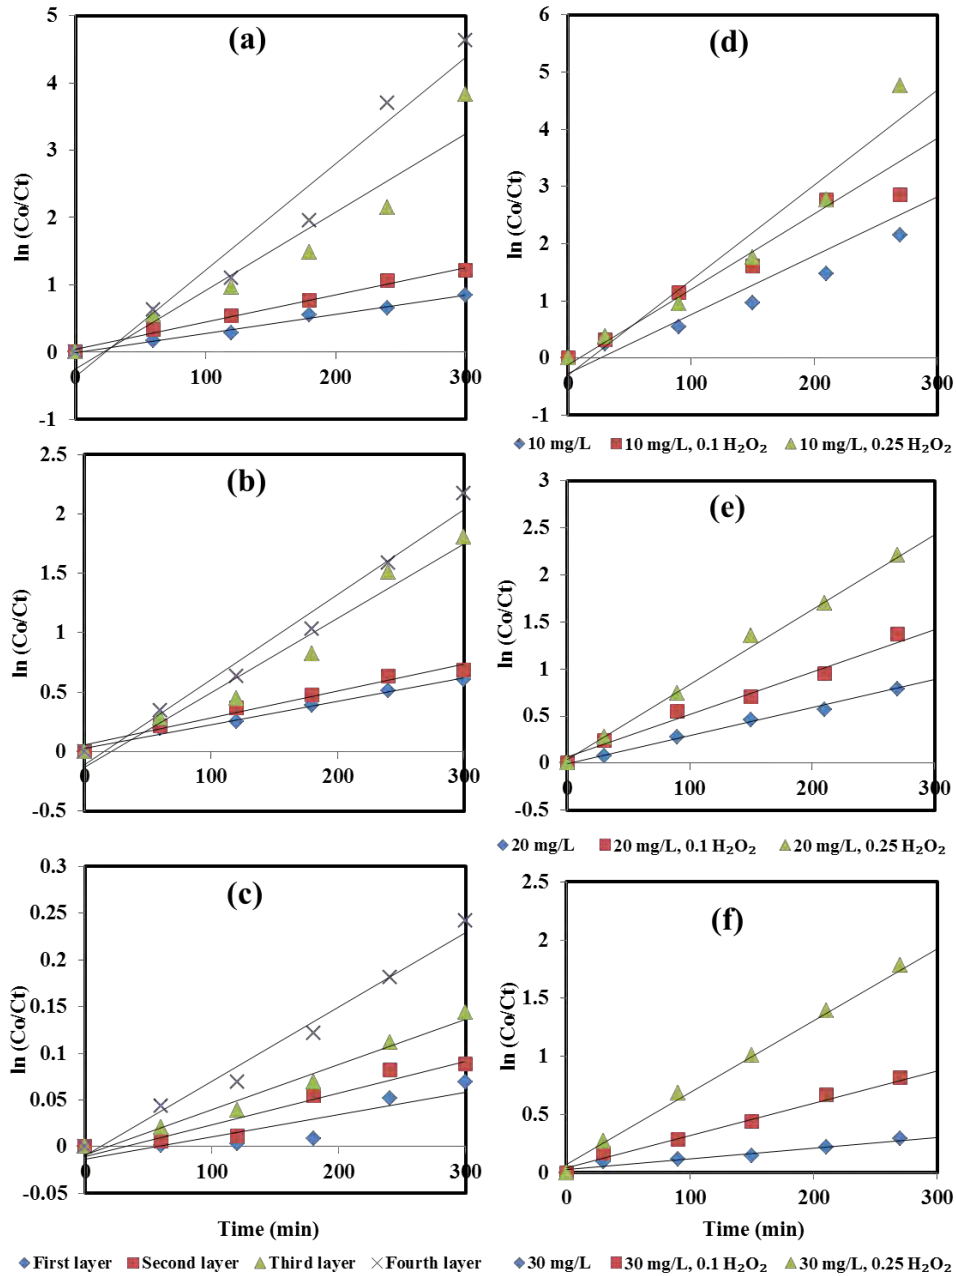 (a)
5
4
3
2
1
0
-1
0
100
200
300
ln (Co/Ct)
(d)
6
5
4
3
2
1
0
-1
0
100
200
300
ln (Co/Ct)
10 mg/L
10 mg/L, 0.1 H₂O₂
10 mg/L, 0.25 H₂O₂
(b)
2.5
2
1.5
1
0.5
0
-0.5
0
100
200
300
ln (Co/Ct)
(e)
3
2.5
2
1.5
1
0.5
0
-0.5
0
100
200
300
ln (Co/Ct)
20 mg/L
20 mg/L, 0.1 H₂O₂
20 mg/L, 0.25 H₂O₂
(c)
0.3
0.25
0.2
0.15
0.1
0.05
0
-0.05
0
100
200
300
ln (Co/Ct)
Time (min)
First layer
Second layer
Third layer
Fourth layer
(f)
2.5
2
1.5
1
0.5
0
0
100
200
300
ln (Co/Ct)
Time (min)
30 mg/L
30 mg/L, 0.1 H₂O₂
30 mg/L, 0.25 H₂O₂